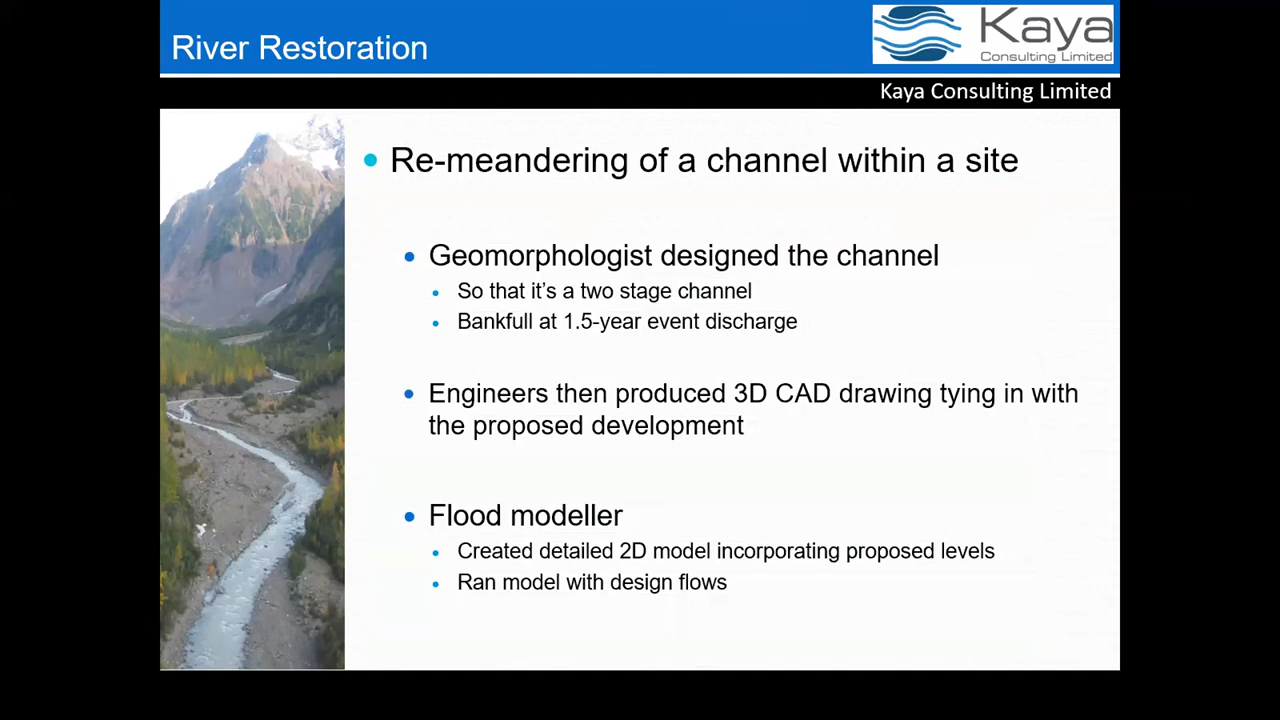 River Restoration
Kaya
Consulting Limited
Kaya Consulting Limited
• Re-meandering of a channel within a site
• Geomorphologist designed the channel
• So that it's a two stage channel
• Bankfull at 1.5-year event discharge
• Engineers then produced 3D CAD drawing tying in with
the proposed development
• Flood modeller
• Created detailed 2D model incorporating proposed levels
• Ran model with design flows